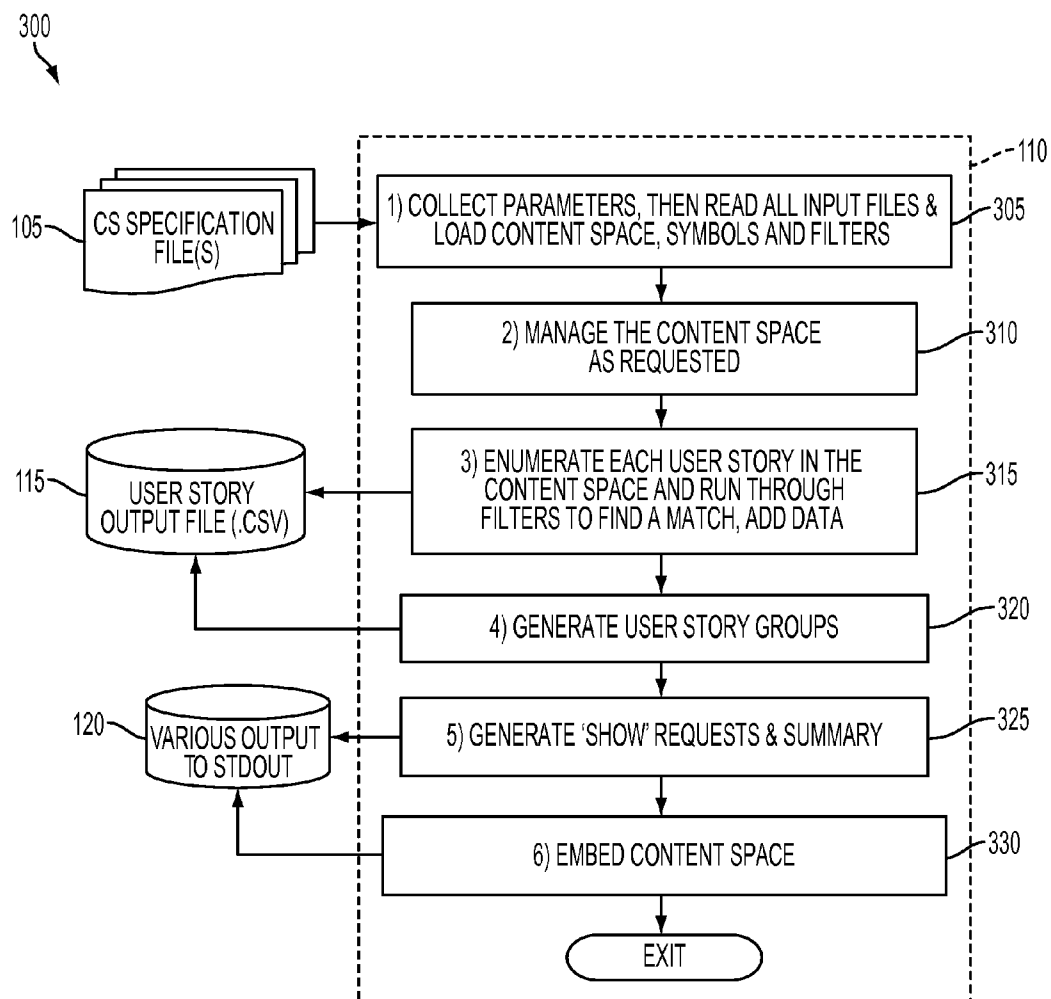 300
110
105
CS SPECIFICATION
FILE(S)
1) COLLECT PARAMETERS, THEN READ ALL INPUT FILES &
LOAD CONTENT SPACE, SYMBOLS AND FILTERS
305
2) MANAGE THE CONTENT SPACE
AS REQUESTED
310
115
USER STORY
OUTPUT FILE (.CSV)
3) ENUMERATE EACH USER STORY IN THE
CONTENT SPACE AND RUN THROUGH
FILTERS TO FIND A MATCH, ADD DATA
315
4) GENERATE USER STORY GROUPS
320
120
VARIOUS OUTPUT
TO STDOUT
5) GENERATE 'SHOW' REQUESTS & SUMMARY
325
6) EMBED CONTENT SPACE
330
EXIT